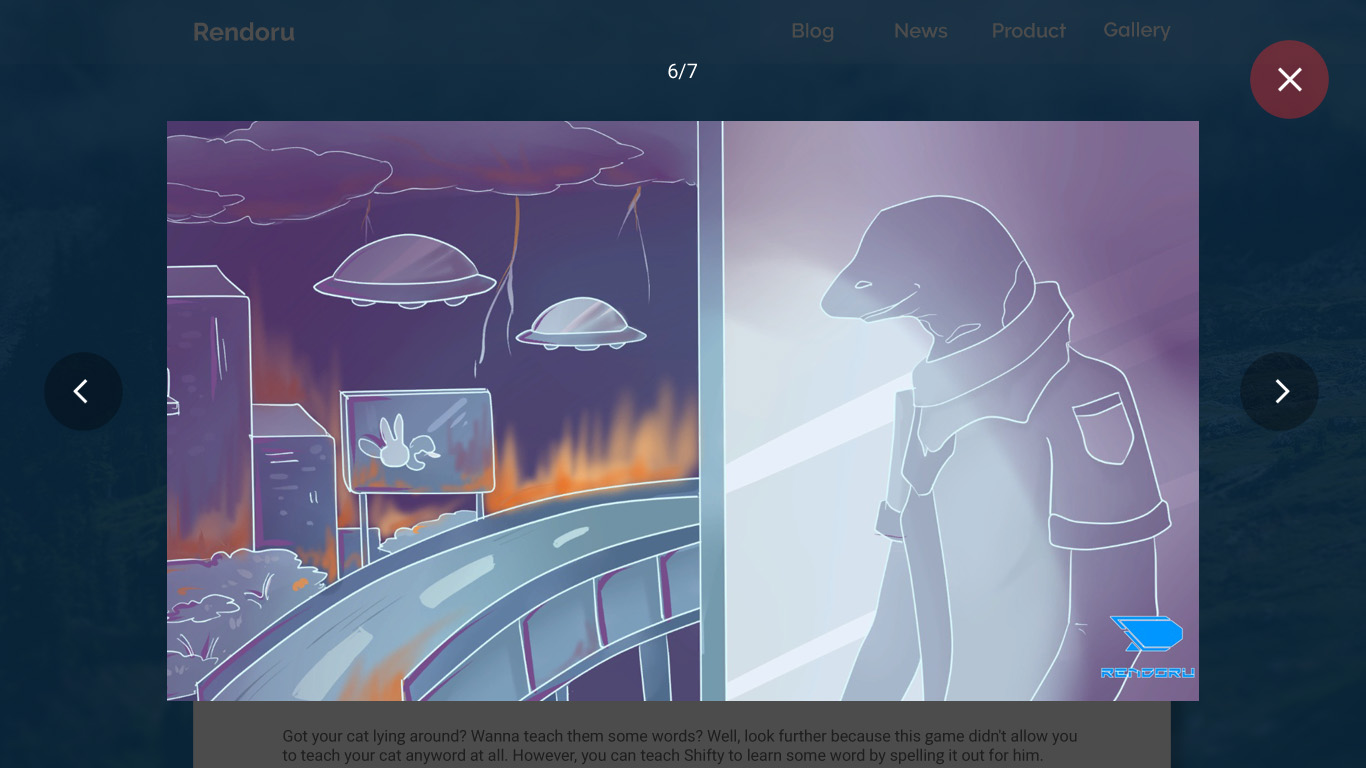 Rendoru
Blog
News
Product
Gallery
6/7
RENDORU
Got your cat lying around? Wanna teach them some words? Well, look further because this game didn't allow you
to teach your cat anyword at all. However, you can teach Shifty to learn some word by spelling it out for him.